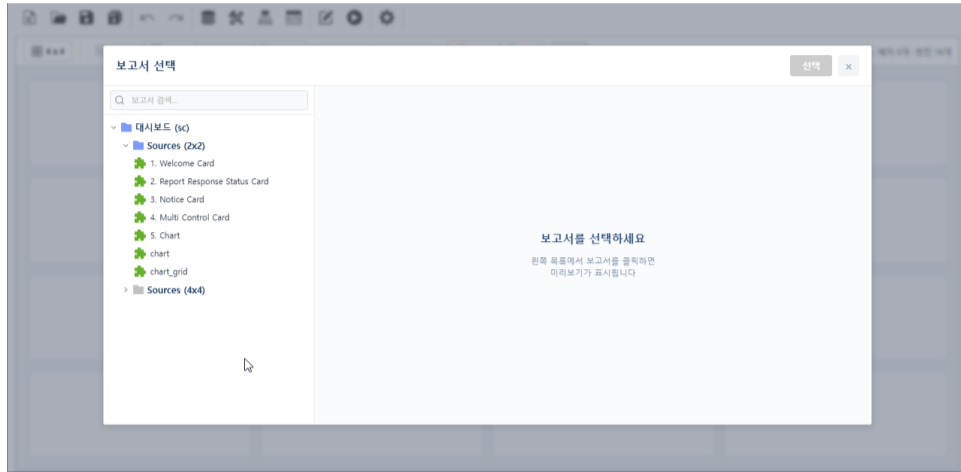 4x4
보고서 선택
선택
보고서 검색...
대시보드 (sc)
Sources (2x2)
1. Welcome Card
2. Report Response Status Card
3. Notice Card
4. Multi Control Card
5. Chart
chart
chart_grid
Sources (4x4)
보고서를 선택하세요
왼쪽 목록에서 보고서를 클릭하면
미리보기가 표시됩니다